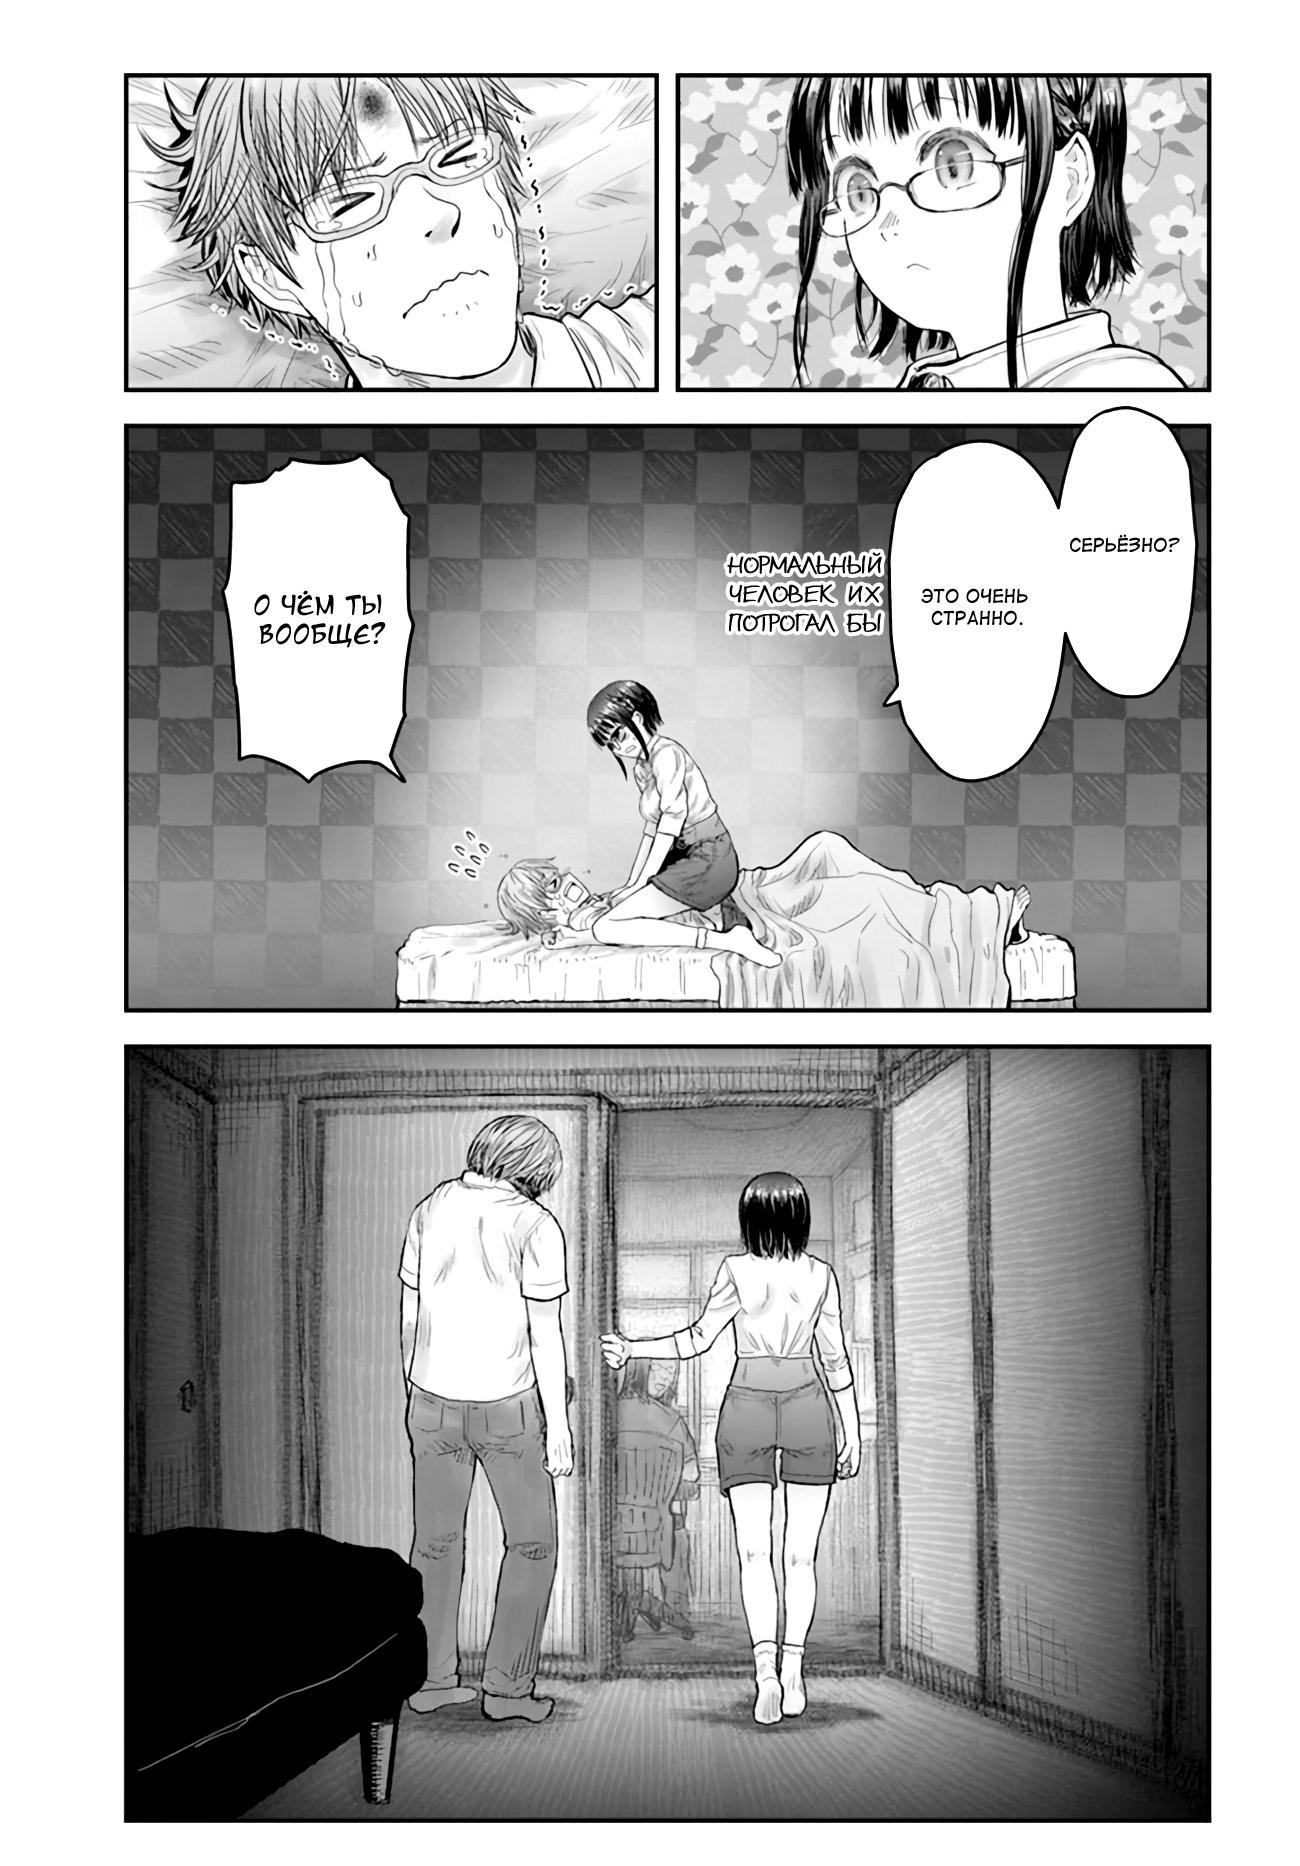 СЕРЬЁЗНО?
ЭТО ОЧЕНЬ
СТРАННО.
НОРМАЛЬНЫЙ
ЧЕЛОВЕК ИХ
ПОТРОГАЛ БЫ
О ЧЁМ ТЫ
ВООБЩЕ?